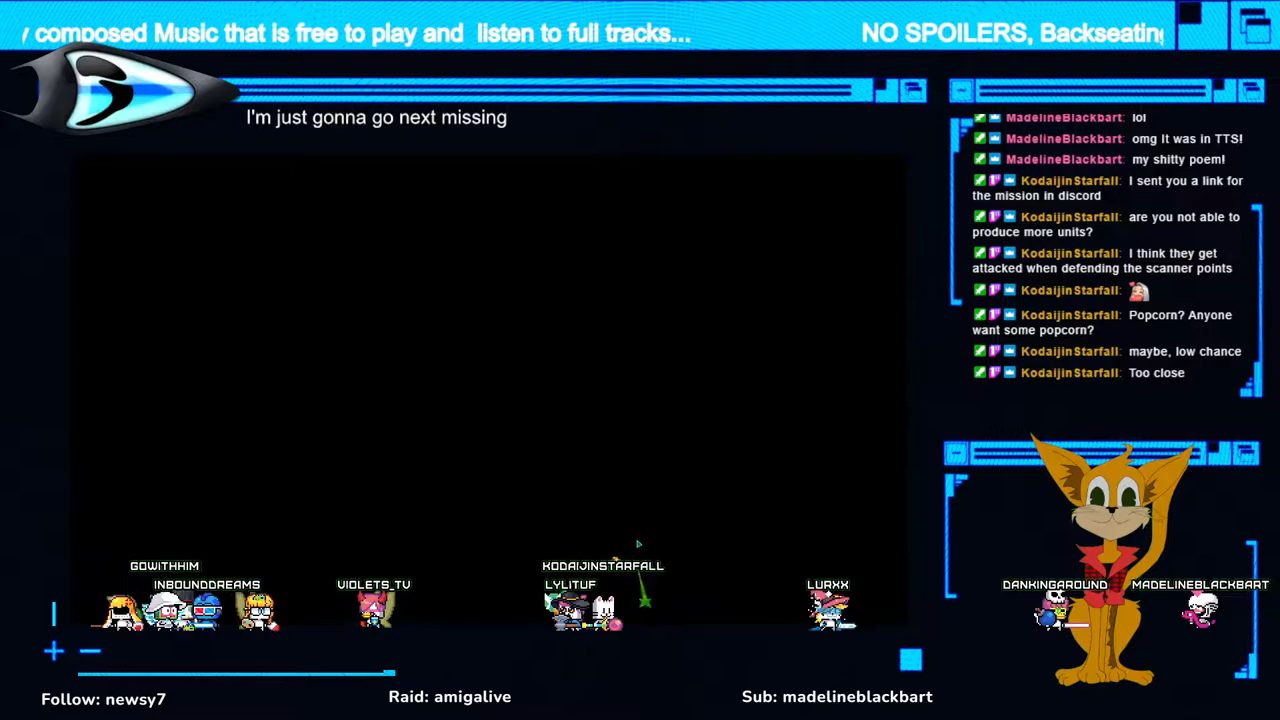 y composed Music that is free to play and  listen to full tracks...
NO SPOILERS, Backseating
I'm just gonna go next missing
MadelineBlackbart: lol
MadelineBlackbart: omg It was in TTS!
MadelineBlackbart: my shitty poem!
KodaijinStarfall: I sent you a link for
the mission in discord
KodaijinStarfall: are you not able to
produce more units?
KodaijinStarfall: I think they get
attacked when defending the scanner points
KodaijinStarfall:
KodaijinStarfall: Popcorn? Anyone
want some popcorn?
KodaijinStarfall: maybe, low chance
KodaijinStarfall: Too close
GOWITHHIM
INBOUNDDREAMS
VIOLETS_TV
KODAIJINSTARFALL
LYLITUF
LURXX
DANKINGAROUND
MADELINEBLACKBART
Follow: newsy7
Raid: amigalive
Sub: madelineblackbart